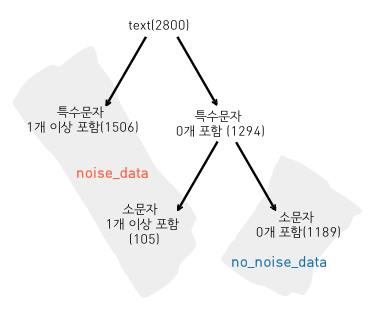 text(2800)
특수문자
1개 이상 포함(1506)
특수문자
0개 포함 (1294)
noise_data
소문자
1개 이상 포함
(105)
소문자
0개 포함(1189)
no_noise_data